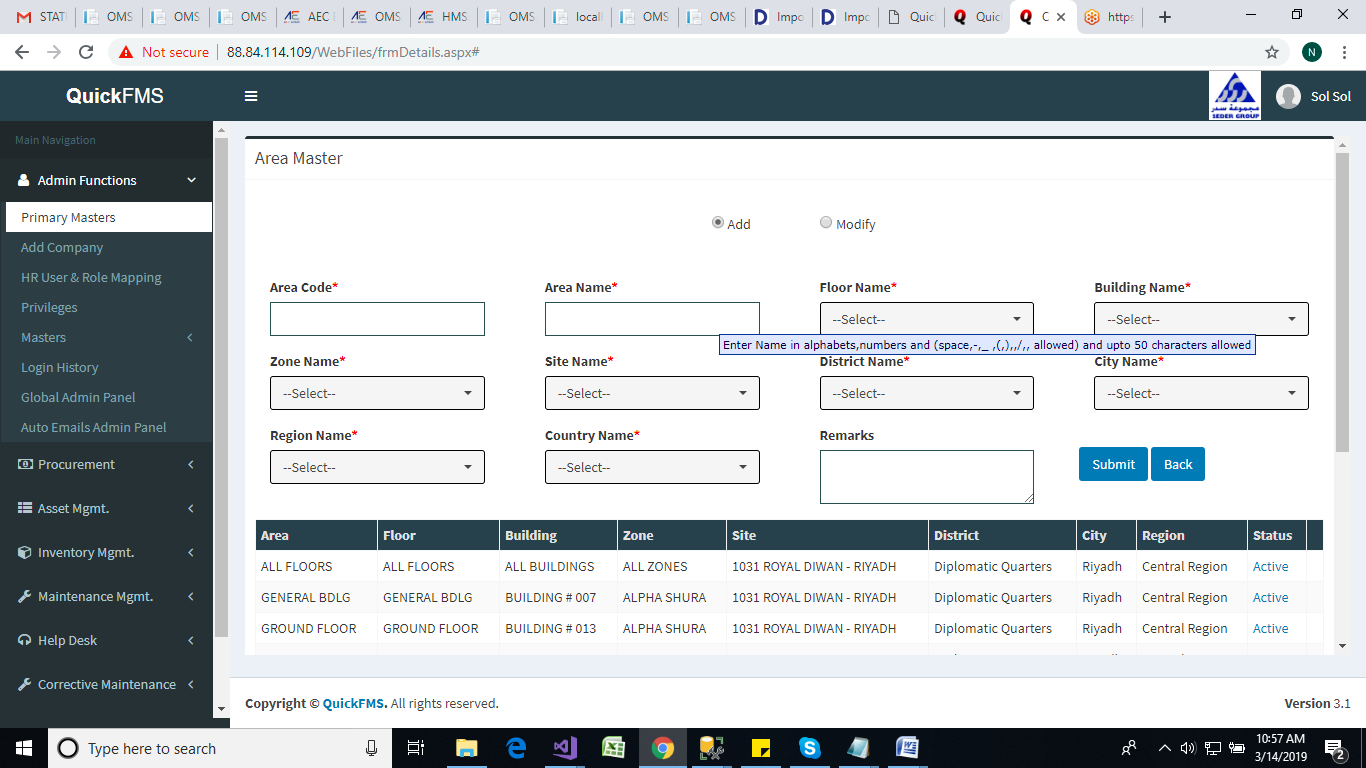 STAT
OMS
OMS
OMS
AEC
OMS
HMS
OMS
local
OMS
OMS
Impo
Impo
Quic
Quic
C
https
Not secure
88.84.114.109/WebFiles/frmDetails.aspx#
N
QuickFMS
مجموعة سدر
SEDER GROUP
Sol Sol
Main Navigation
Admin Functions
Primary Masters
Add Company
HR User & Role Mapping
Privileges
Masters
Login History
Global Admin Panel
Auto Emails Admin Panel
Procurement
Asset Mgmt.
Inventory Mgmt.
Maintenance Mgmt.
Help Desk
Corrective Maintenance
Area Master
Add Modify
Area Code* Area Name* Floor Name* Building Name*
--Select-- --Select--
Enter Name in alphabets,numbers and (space,-,_ ,(,),,/,, allowed) and upto 50 characters allowed
Zone Name* Site Name* District Name* City Name*
--Select-- --Select-- --Select-- --Select--
Region Name* Country Name* Remarks
--Select-- --Select-- Submit Back
Area Floor Building Zone Site District City Region Status
ALL FLOORS ALL FLOORS ALL BUILDINGS ALL ZONES 1031 ROYAL DIWAN - RIYADH Diplomatic Quarters Riyadh Central Region Active
GENERAL BDLG GENERAL BDLG BUILDING # 007 ALPHA SHURA 1031 ROYAL DIWAN - RIYADH Diplomatic Quarters Riyadh Central Region Active
GROUND FLOOR GROUND FLOOR BUILDING # 013 ALPHA SHURA 1031 ROYAL DIWAN - RIYADH Diplomatic Quarters Riyadh Central Region Active
Copyright © QuickFMS. All rights reserved. Version 3.1
Type here to search
10:57 AM
3/14/2019
2